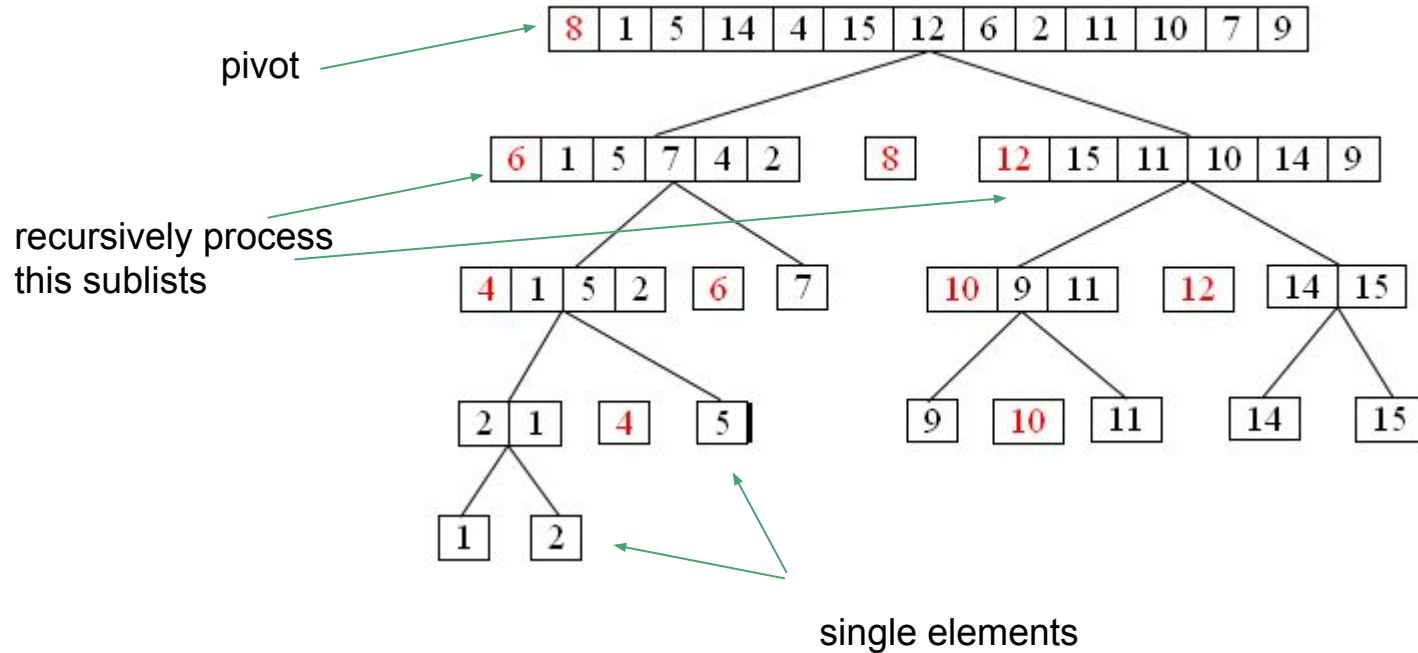 8 1 5 14 4 15 12 6 2 11 10 7 9
pivot
6 1 5 7 4 2 8 12 15 11 10 14 9
recursively process
this sublists
4 1 5 2 6 7 10 9 11 12 14 15
2 1 4 5 9 10 11 14 15
1 2
single elements